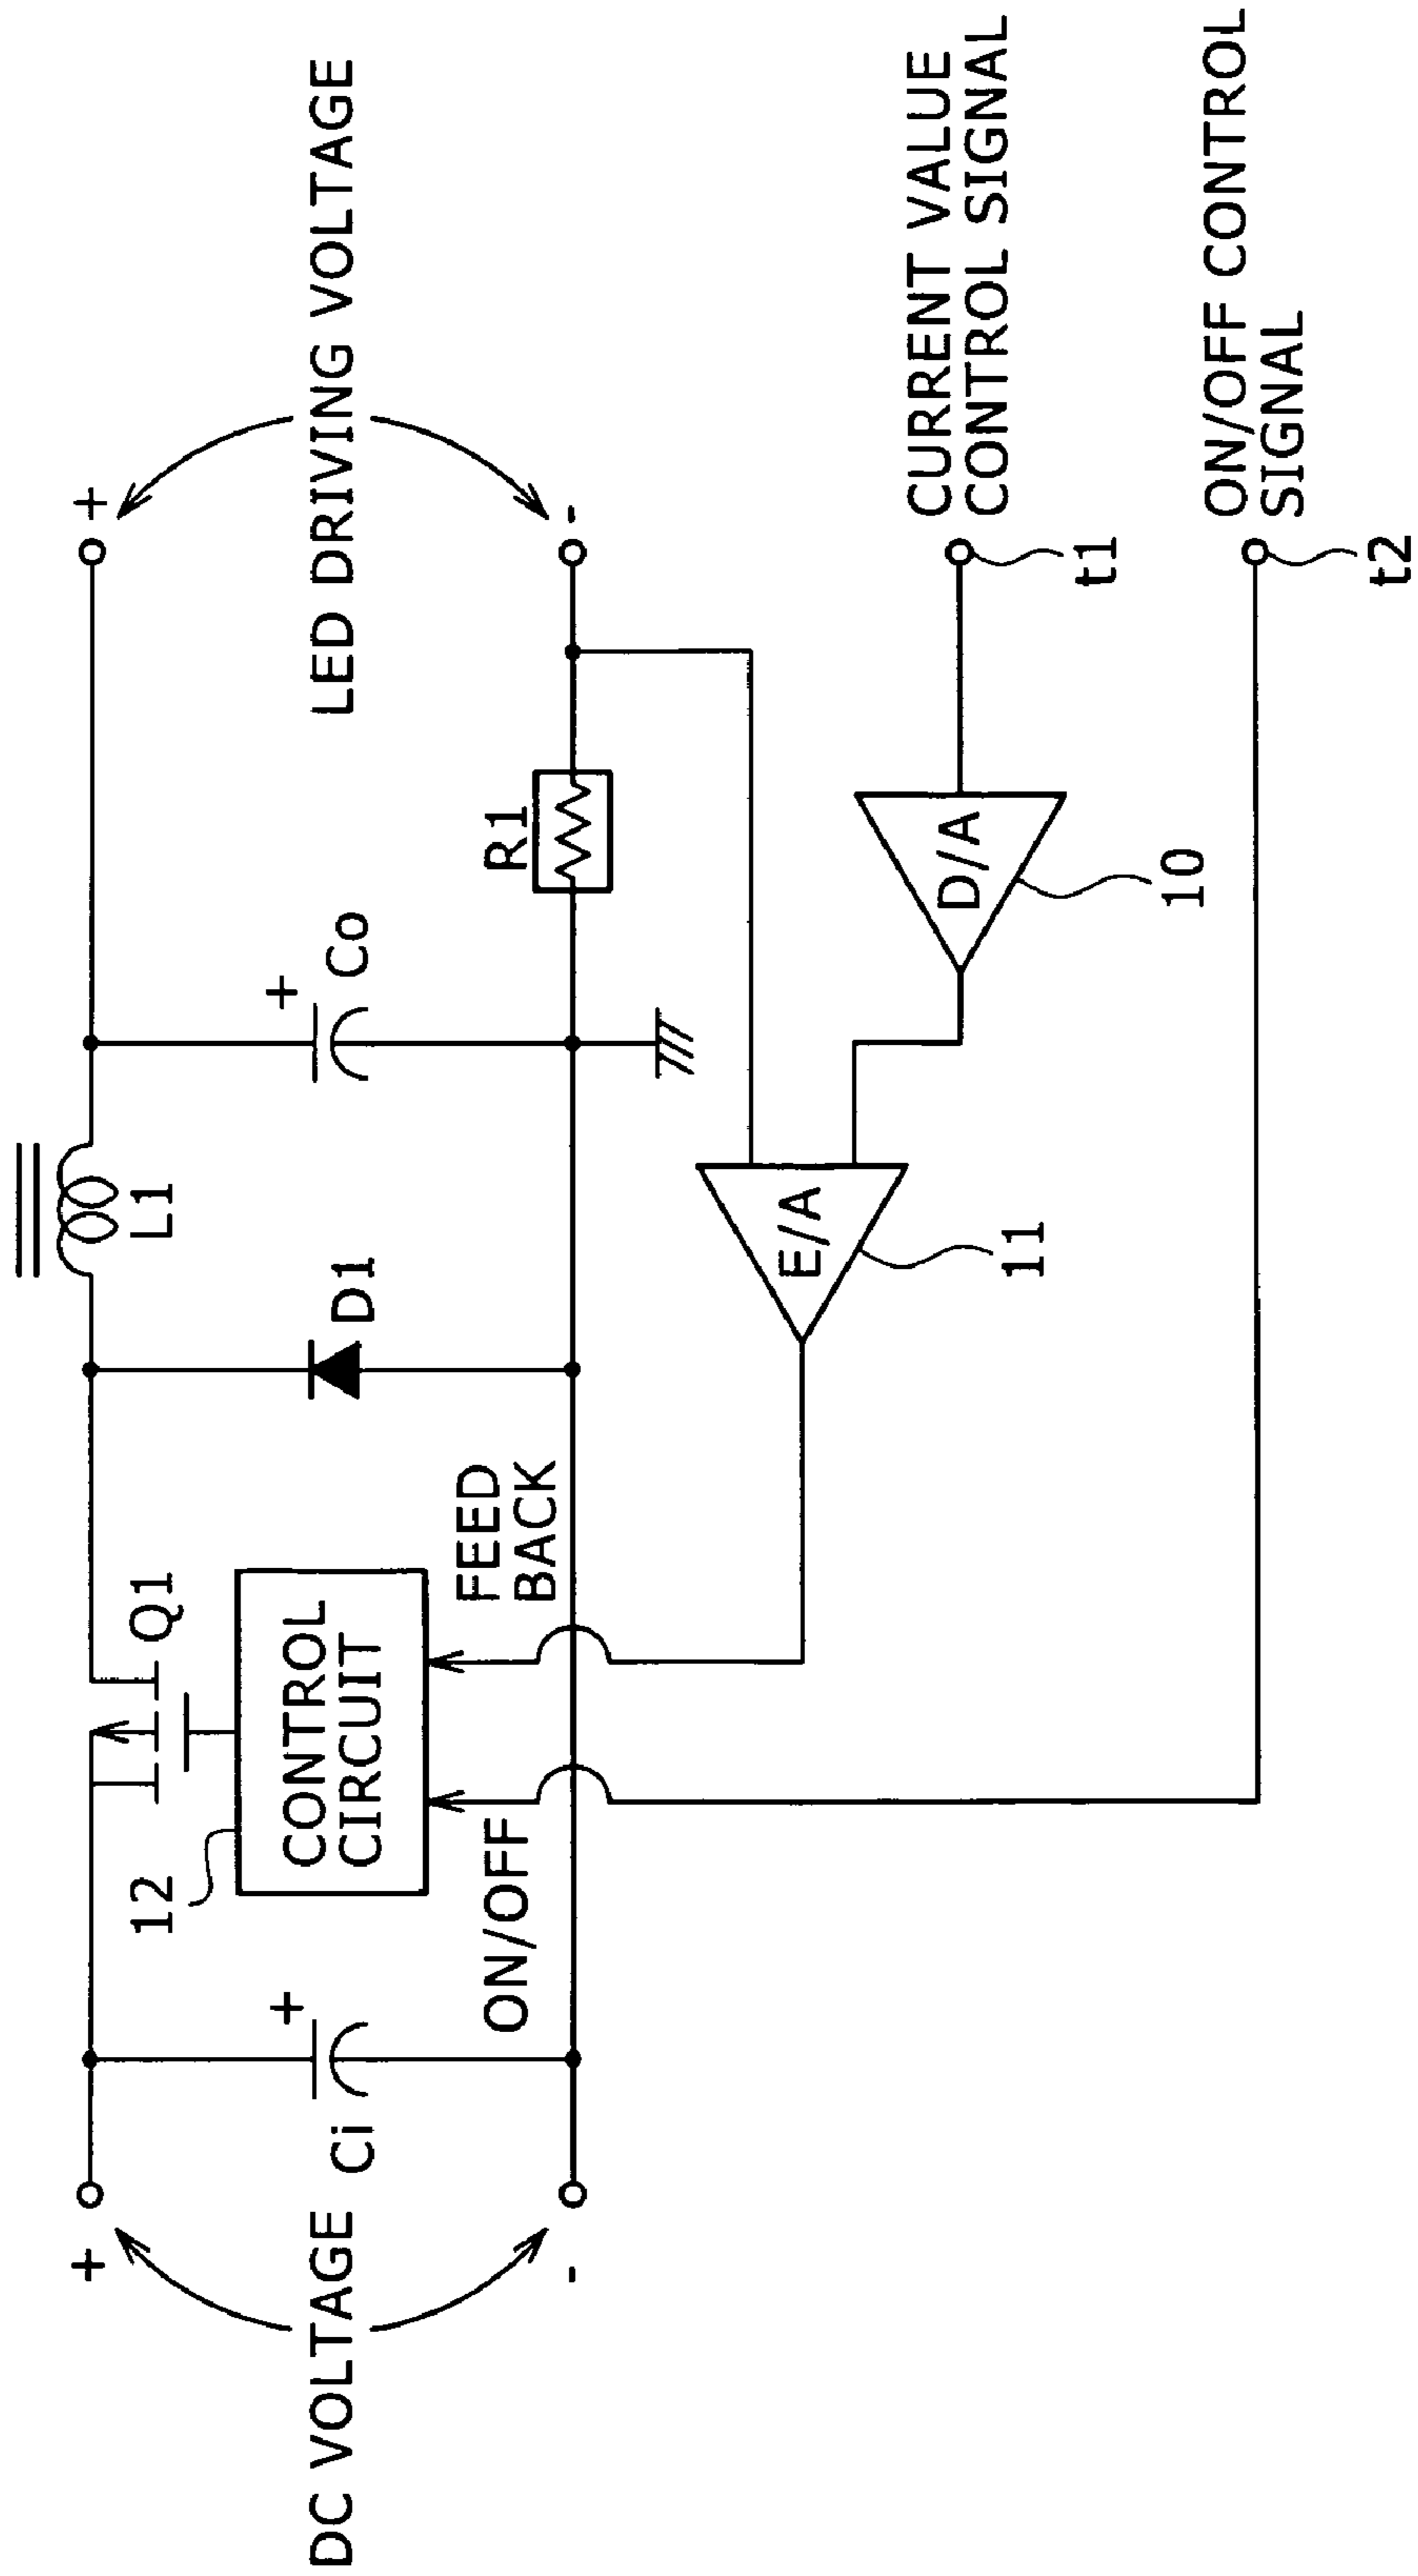 DC VOLTAGE
+
-
Ci
+
12
Q1
CONTROL
CIRCUIT
ON/OFF
FEED
BACK
D1
L1
+
Co
R1
+
-
LED DRIVING VOLTAGE
E/A
11
D/A
10
CURRENT VALUE
CONTROL SIGNAL
t1
ON/OFF CONTROL
SIGNAL
t2